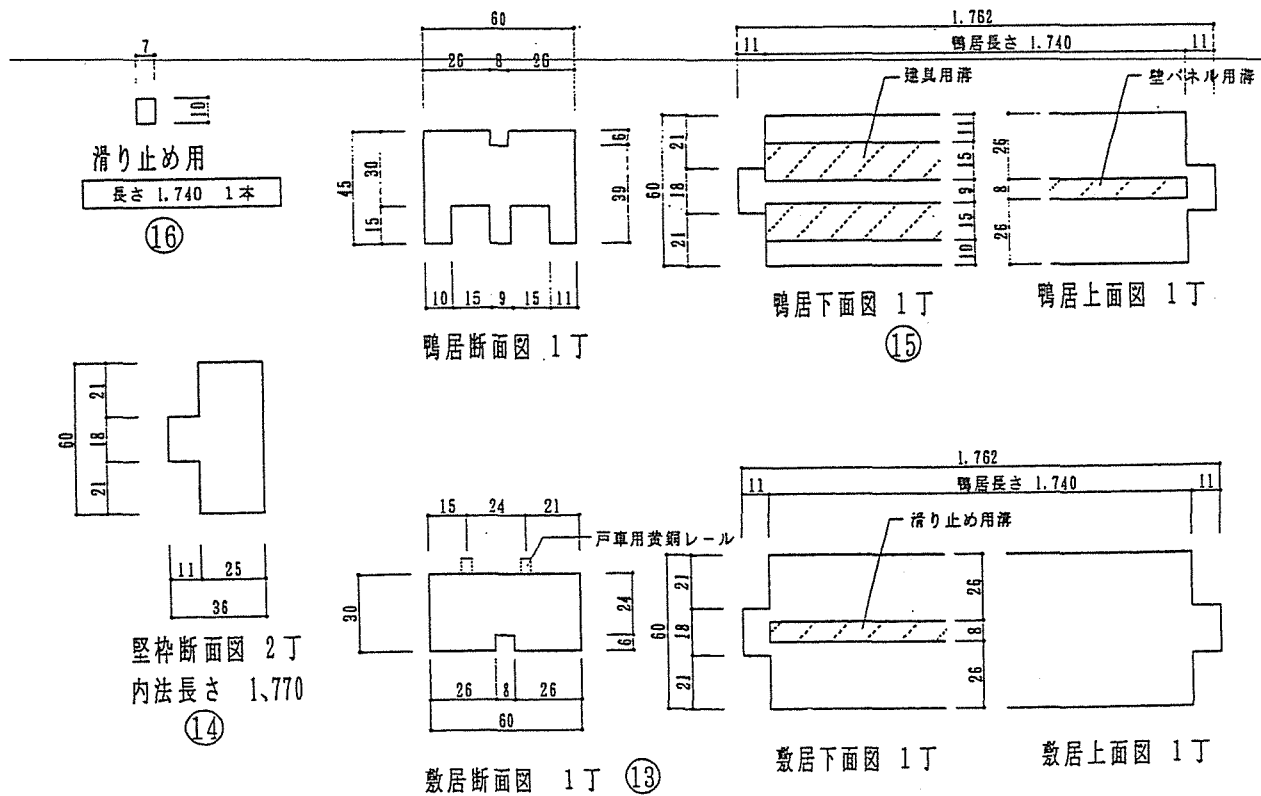 7
10
滑り止め用
長さ 1.740 1本
⑯
60
26 8 26
45
30
15
6
39
10 15 9 15 11
鴨居断面図 1丁
1.762
11 鴨居長さ 1.740 11
建具用溝
壁パネル用溝
60
21
18
21
11
15
9
15
10
26
8
26
鴨居下面図 1丁
鴨居上面図 1丁
⑮
60
21
18
21
11 25
36
竪枠断面図 2丁
内法長さ 1、770
⑭
15 24 21
戸車用黄銅レール
30
24
6
26 8 26
60
敷居断面図 1丁 ⑬
1.762
11 鴨居長さ 1.740 11
滑り止め用溝
60
21
18
21
26
8
26
敷居下面図 1丁
敷居上面図 1丁